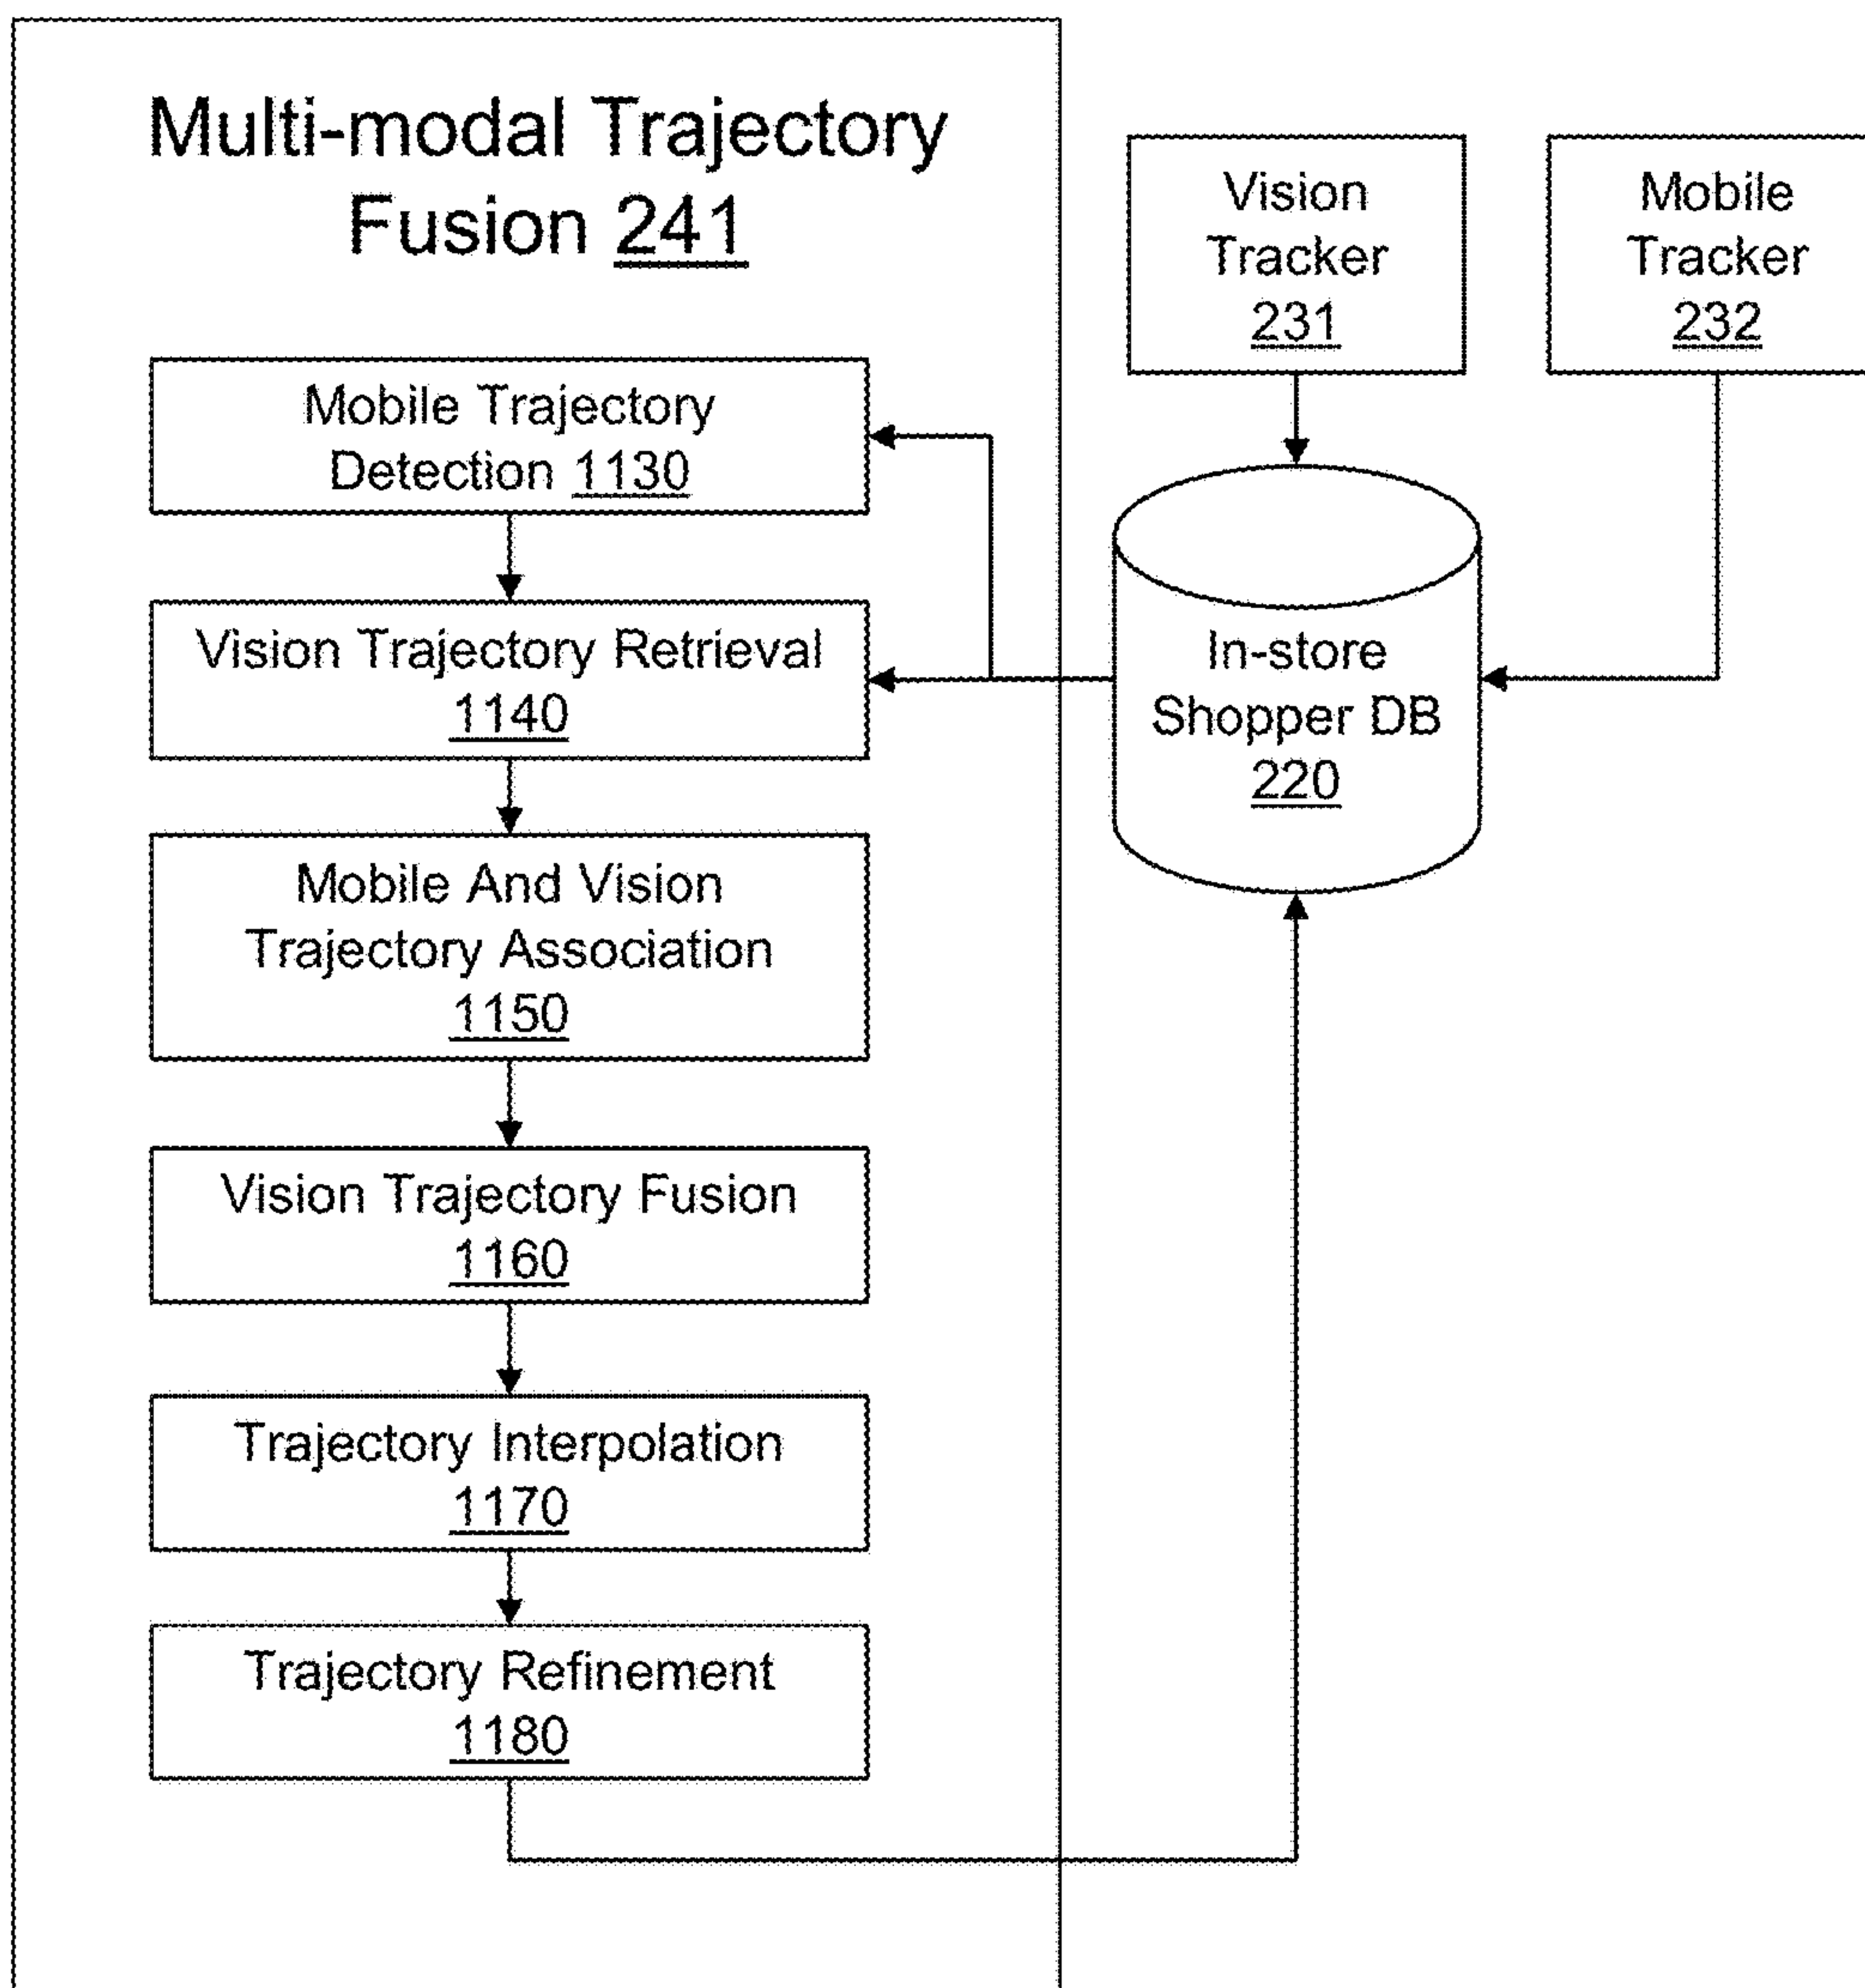 Multi-modal Trajectory
Fusion 241
Vision
Tracker
231
Mobile
Tracker
232
Mobile Trajectory
Detection 1130
Vision Trajectory Retrieval
1140
In-store
Shopper DB
220
Mobile And Vision
Trajectory Association
1150
Vision Trajectory Fusion
1160
Trajectory Interpolation
1170
Trajectory Refinement
1180